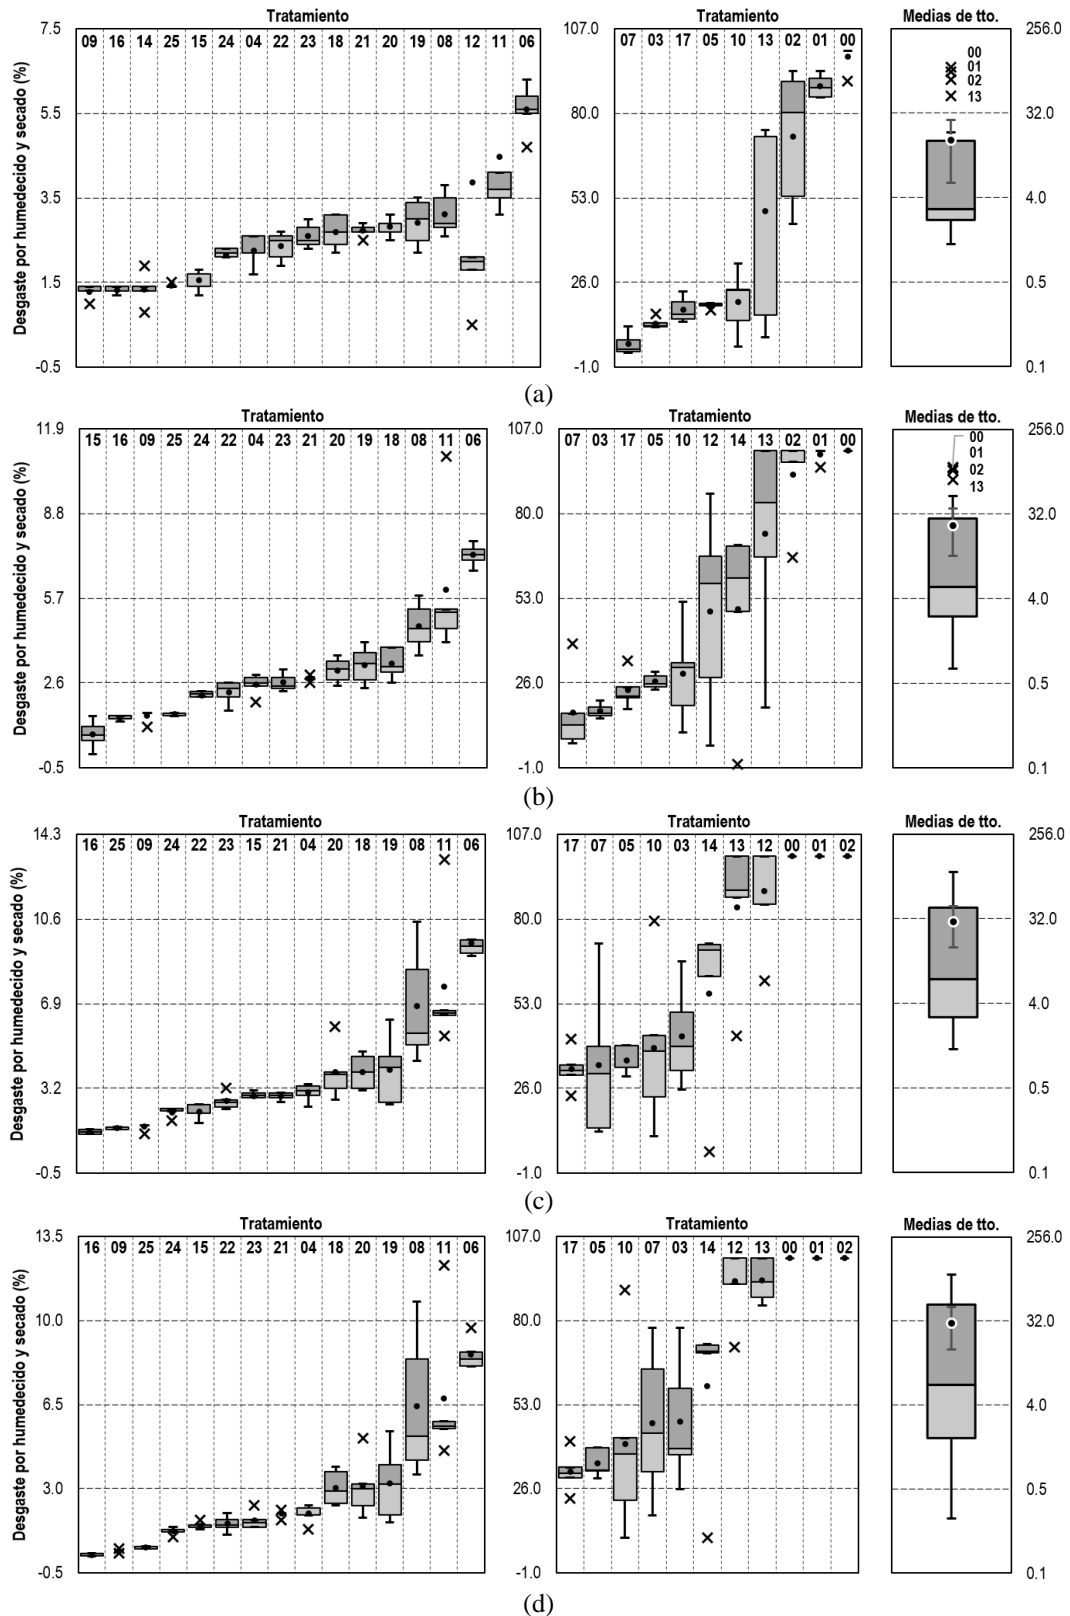 Tratamiento Tratamiento Medias de tto.
7.5 09 16 14 25 15 24 04 22 23 18 21 20 19 08 12 11 06 107.0 07 03 17 05 10 13 02 01 00 256.0
00
01
02
13
5.5 80.0 32.0
3.5 53.0 4.0
1.5 26.0 0.5
-0.5 -1.0 0.1
Desgaste por humedecido y secado (%)
(a)
Tratamiento Tratamiento Medias de tto.
11.9 15 16 09 25 24 22 04 23 21 20 19 18 08 11 06 107.0 07 03 17 05 10 12 14 13 02 01 00 256.0
00
01
02
13
8.8 80.0 32.0
5.7 53.0 4.0
2.6 26.0 0.5
-0.5 -1.0 0.1
Desgaste por humedecido y secado (%)
(b)
Tratamiento Tratamiento Medias de tto.
14.3 16 25 09 24 22 23 15 21 04 20 18 19 08 11 06 107.0 17 07 05 10 03 14 13 12 00 01 02 256.0
10.6 80.0 32.0
6.9 53.0 4.0
3.2 26.0 0.5
-0.5 -1.0 0.1
Desgaste por humedecido y secado (%)
(c)
Tratamiento Tratamiento Medias de tto.
13.5 16 09 25 24 15 22 23 21 04 18 20 19 08 11 06 107.0 17 05 10 07 03 14 12 13 00 01 02 256.0
10.0 80.0 32.0
6.5 53.0 4.0
3.0 26.0 0.5
-0.5 -1.0 0.1
Desgaste por humedecido y secado (%)
(d)